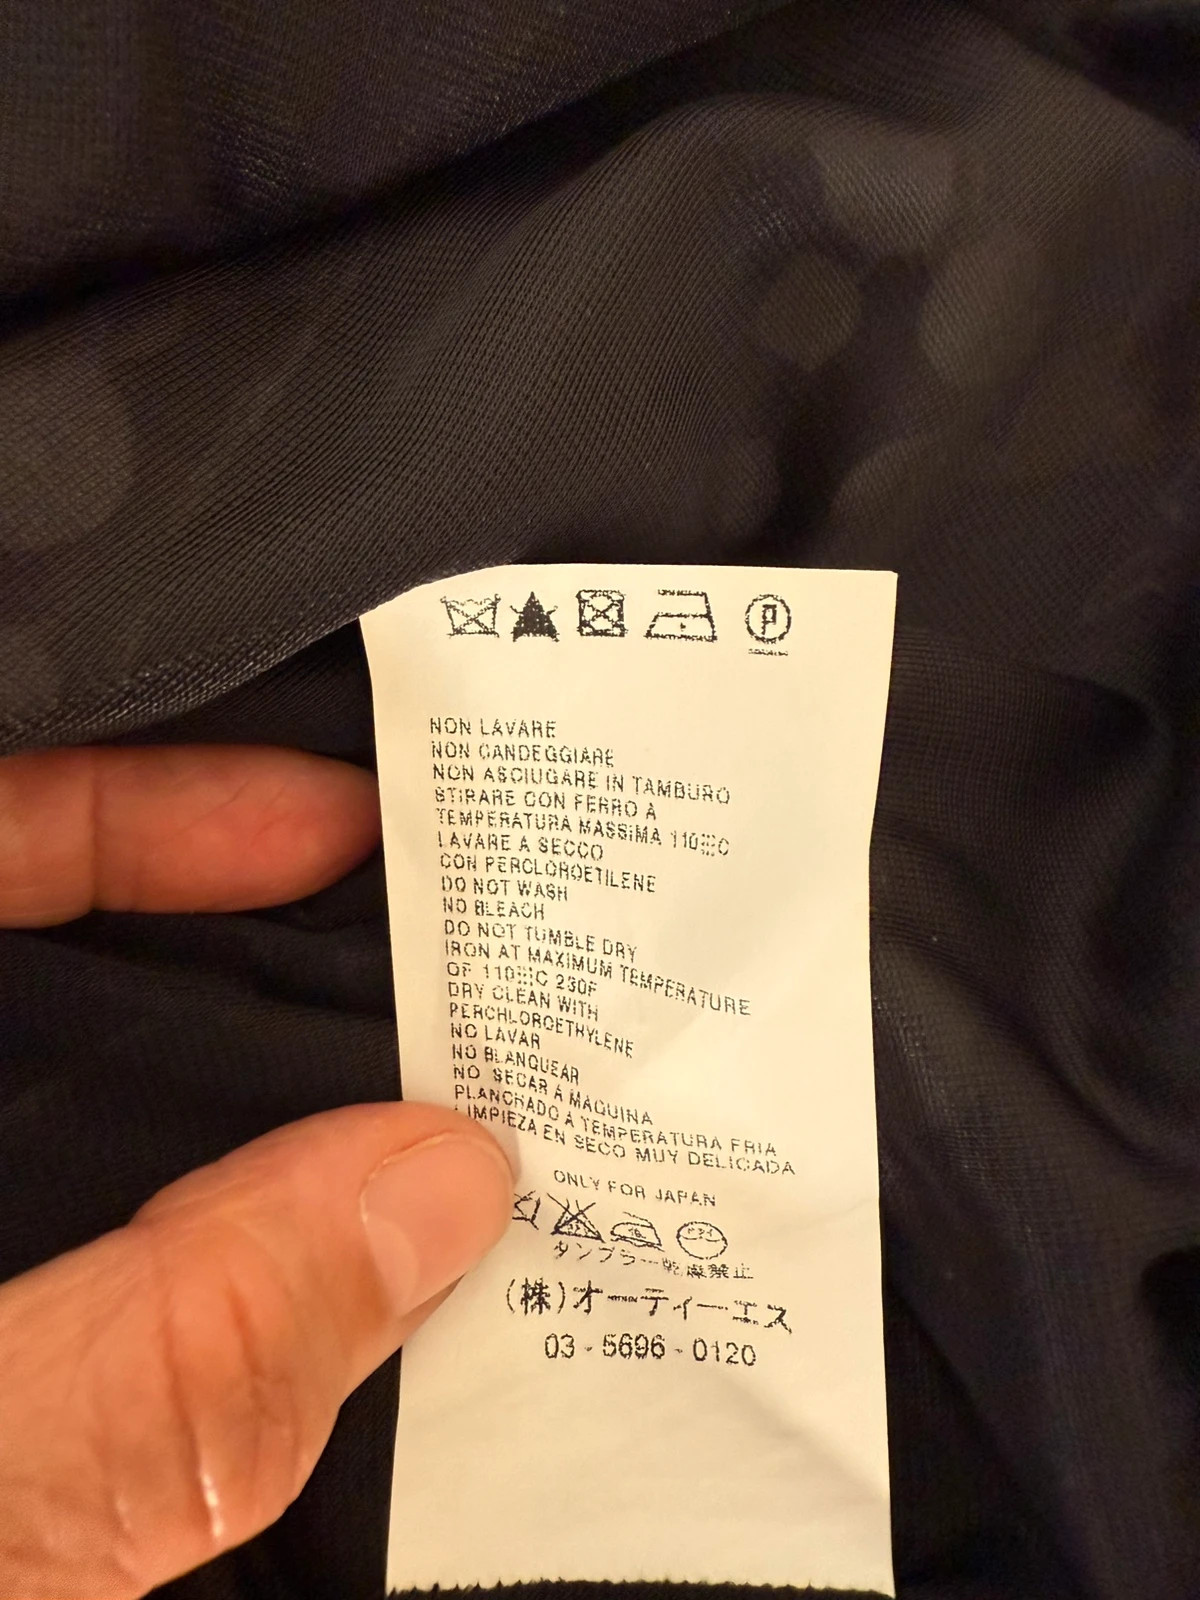 NON LAVARE
NON CANDEGGIARE
NON ASCIUGARE IN TAMBURO
STIRARE CON FERRO A
TEMPERATURA MASSIMA 110░C
LAVARE A SECCO
CON PERCLOROETILENE
DO NOT WASH
NO BLEACH
DO NOT TUMBLE DRY
IRON AT MAXIMUM TEMPERATURE
OF 110░C 230F
DRY CLEAN WITH
PERCHLOROETHYLENE
NO LAVAR
NO BLANQUEAR
NO SECAR A MAQUINA
PLANCHADO A TEMPERATURA FRIA
LIMPIEZA EN SECO MUY DELICADA
ONLY FOR JAPAN
タンブラー乾燥禁止
(株)オーティーエス
03-5696-0120